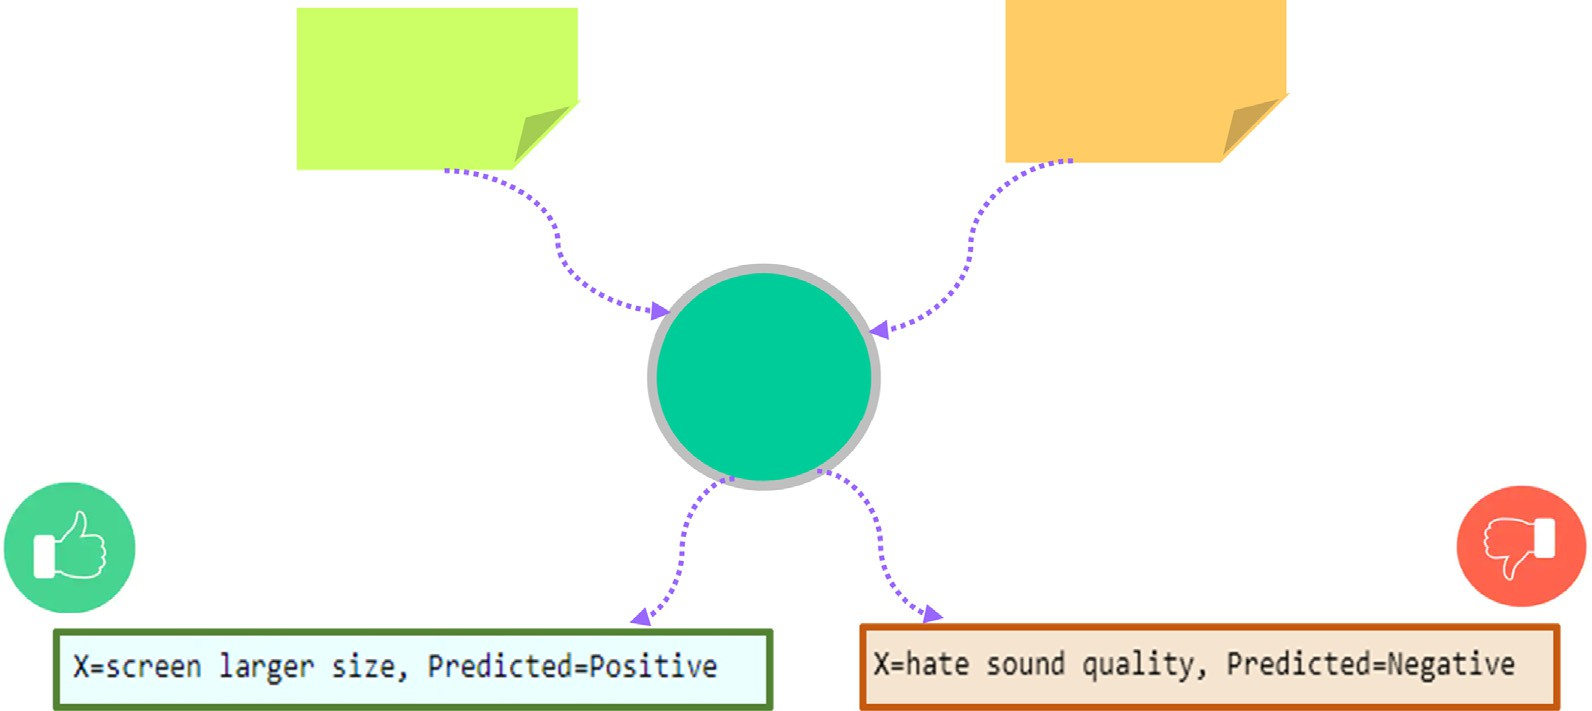 X=screen larger size, Predicted=Positive
X=hate sound quality, Predicted=Negative